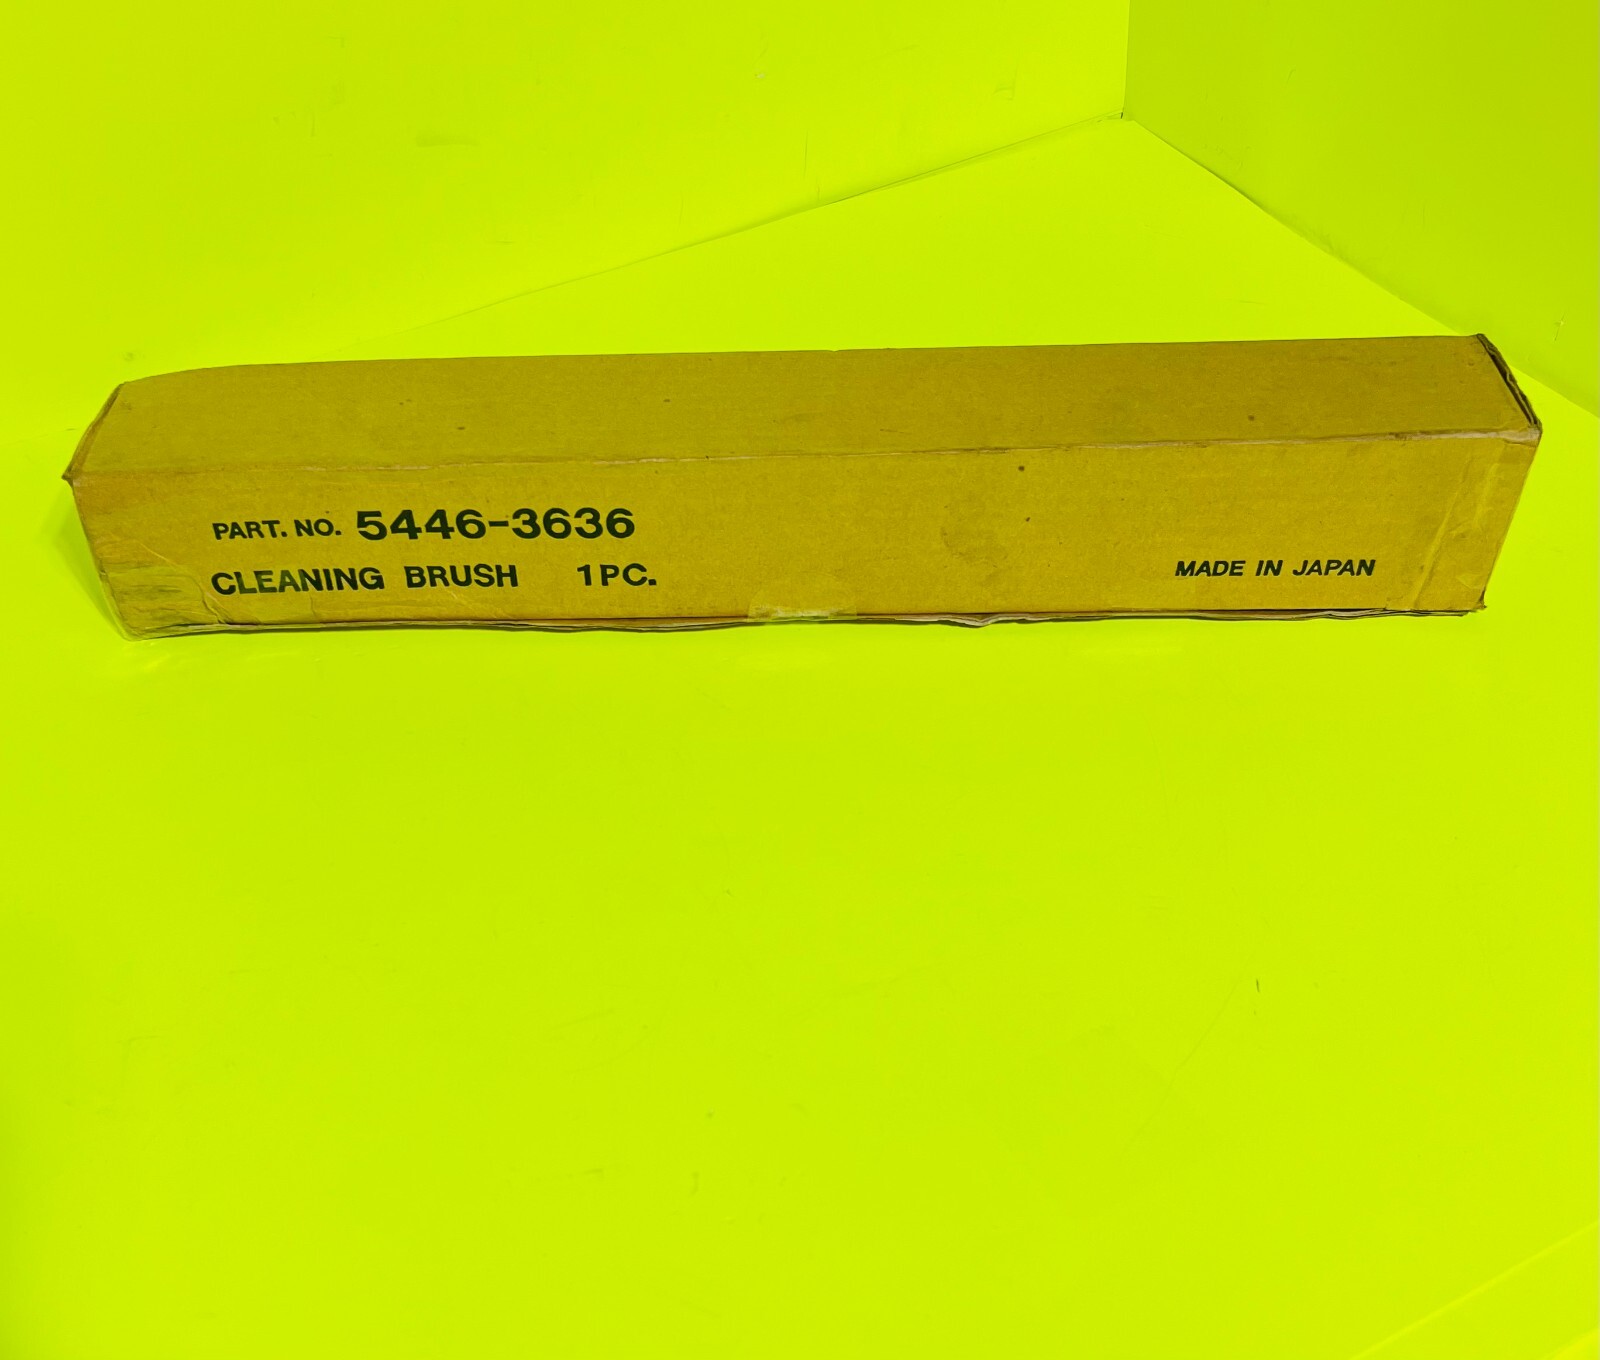 PART. NO. 5446-3636
CLEANING BRUSH 1PC.
MADE IN JAPAN